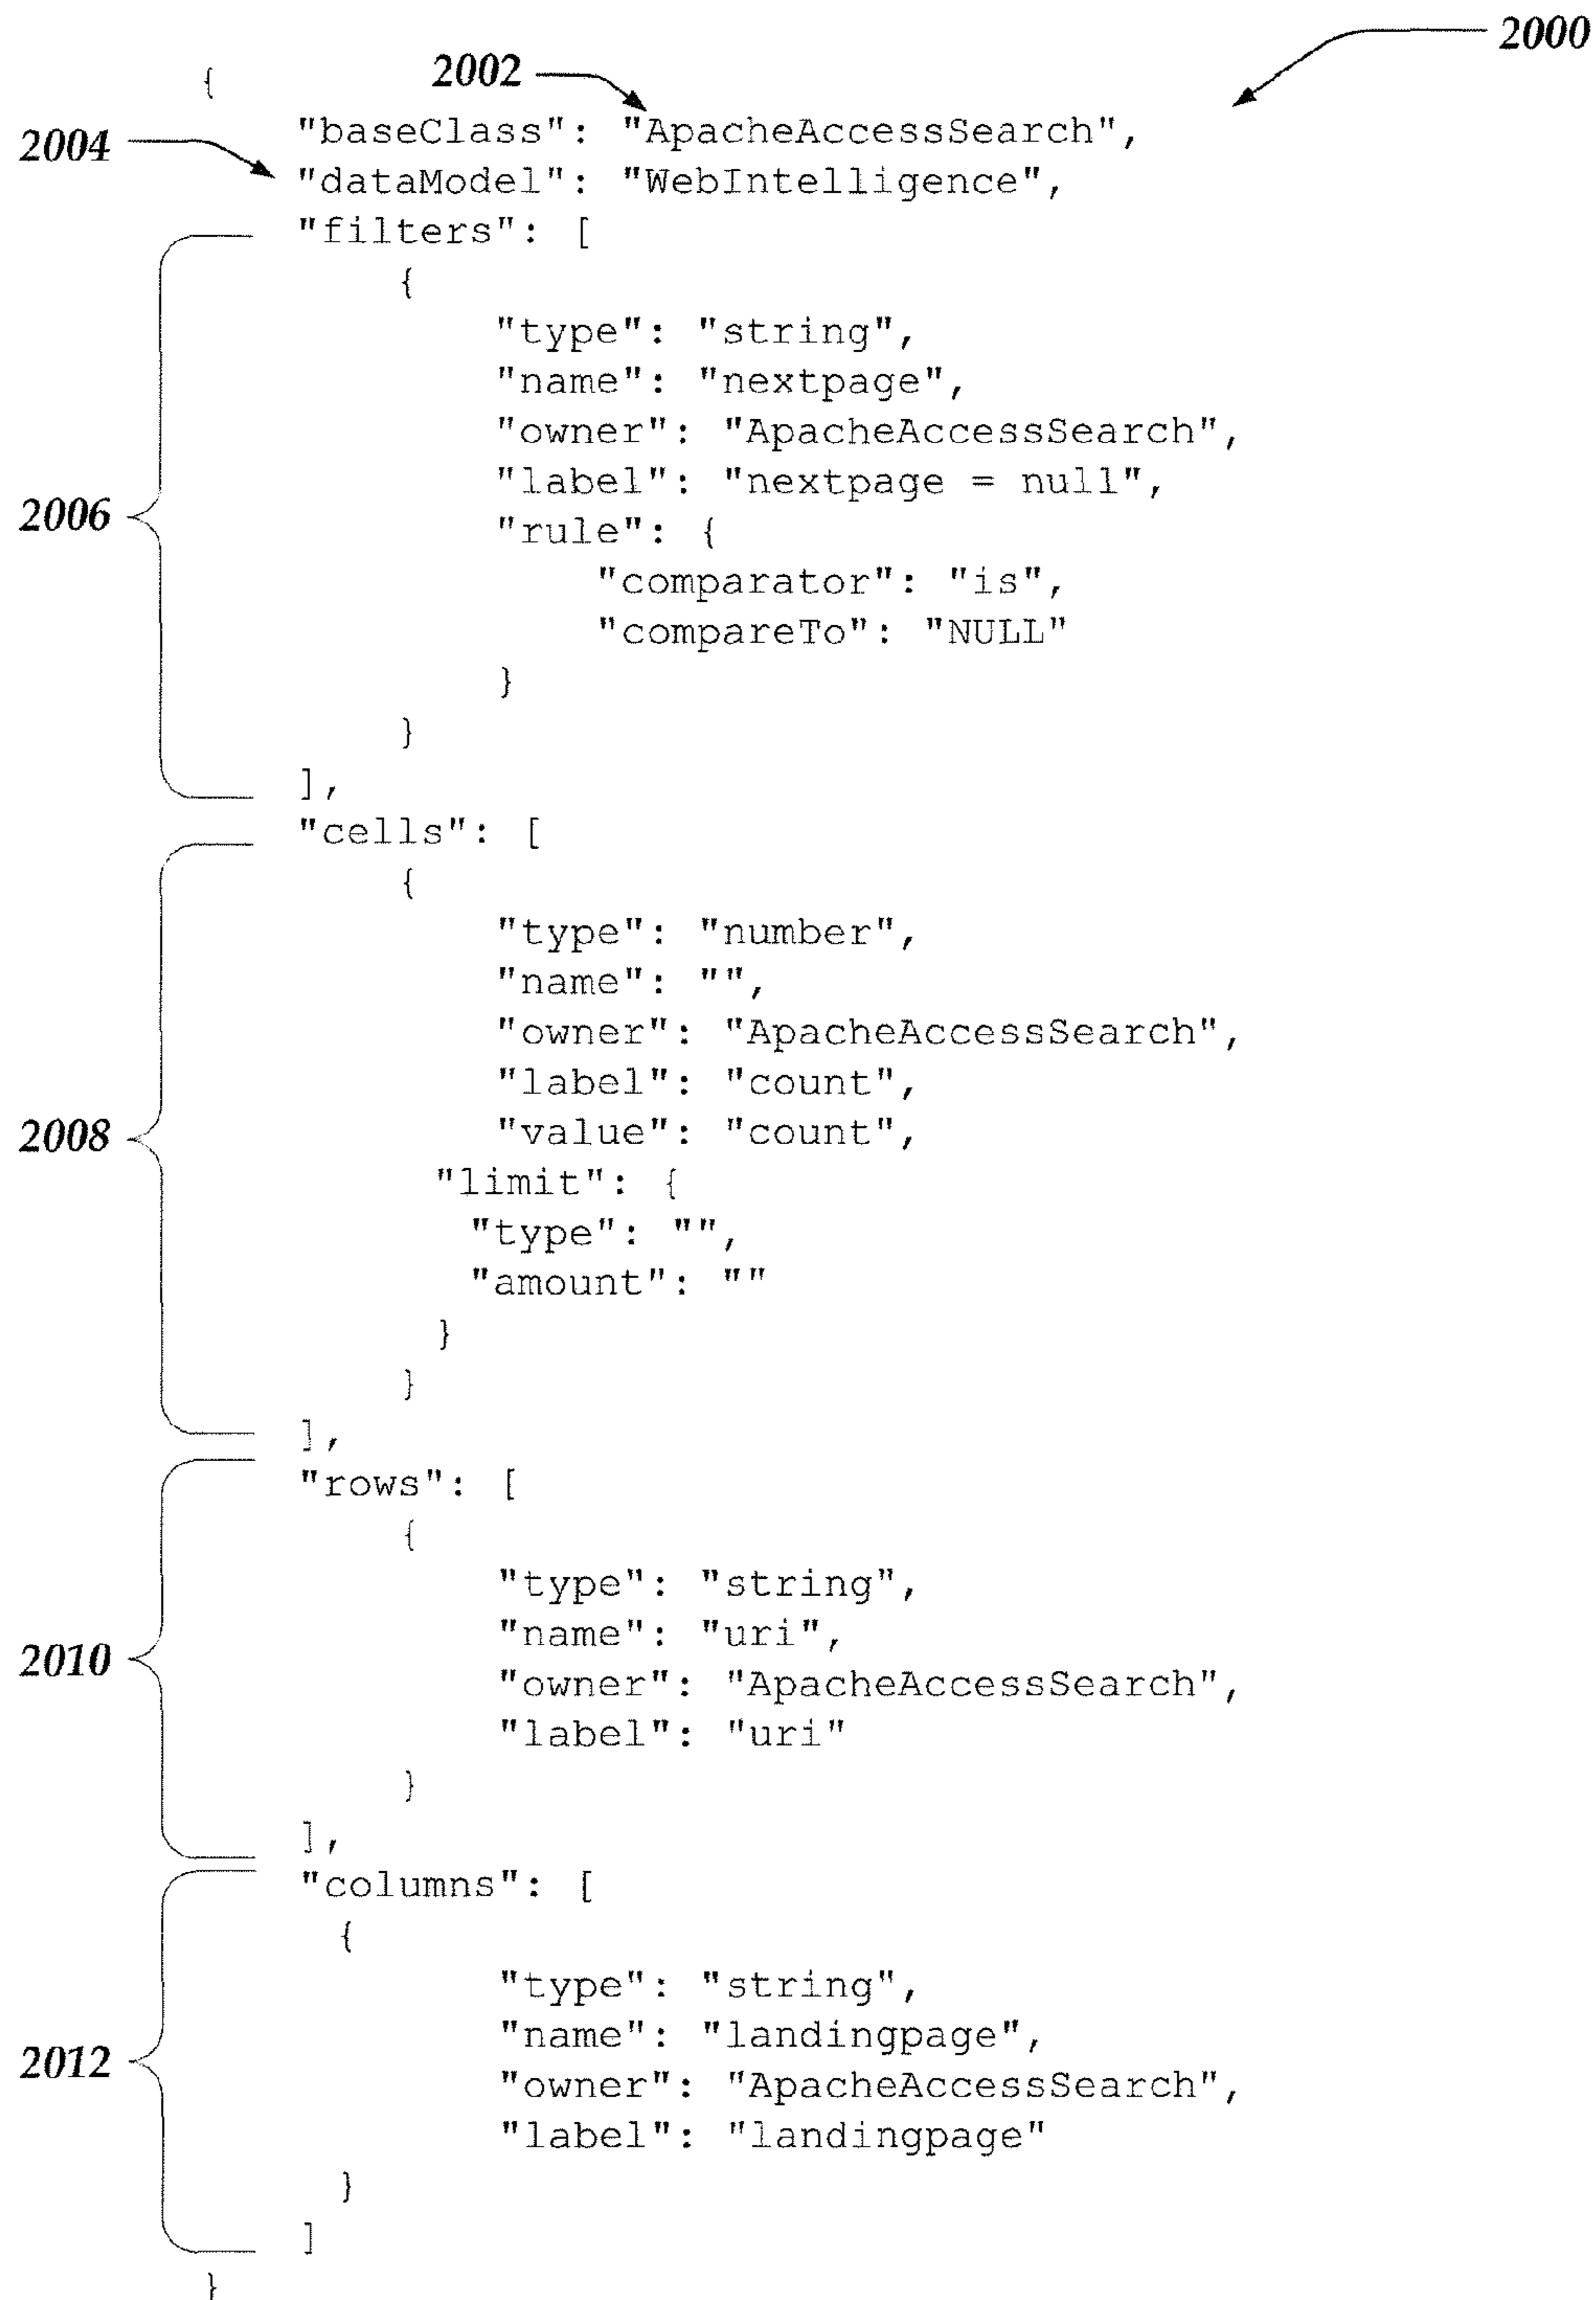 2000
{
2002
"baseClass": "ApacheAccessSearch",
2004
"dataModel": "WebIntelligence",
"filters": [
{
"type": "string",
"name": "nextpage",
"owner": "ApacheAccessSearch",
"label": "nextpage = null",
2006
"rule": {
"comparator": "is",
"compareTo": "NULL"
}
}
],
"cells": [
{
"type": "number",
"name": "",
"owner": "ApacheAccessSearch",
"label": "count",
2008
"value": "count",
"limit": {
"type": "",
"amount": ""
}
}
],
"rows": [
{
"type": "string",
"name": "uri",
2010
"owner": "ApacheAccessSearch",
"label": "uri"
}
],
"columns": [
{
"type": "string",
"name": "landingpage",
2012
"owner": "ApacheAccessSearch",
"label": "landingpage"
}
]
}